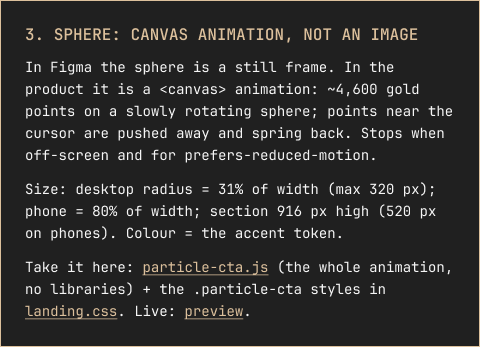 3. SPHERE: CANVAS ANIMATION, NOT AN IMAGE
In Figma the sphere is a still frame. In the
product it is a <canvas> animation: ~4,600 gold
points on a slowly rotating sphere; points near the
cursor are pushed away and spring back. Stops when
off-screen and for prefers-reduced-motion.
Size: desktop radius = 31% of width (max 320 px);
phone = 80% of width; section 916 px high (520 px
on phones). Colour = the accent token.
Take it here: particle-cta.js (the whole animation,
no libraries) + the .particle-cta styles in
landing.css. Live: preview.